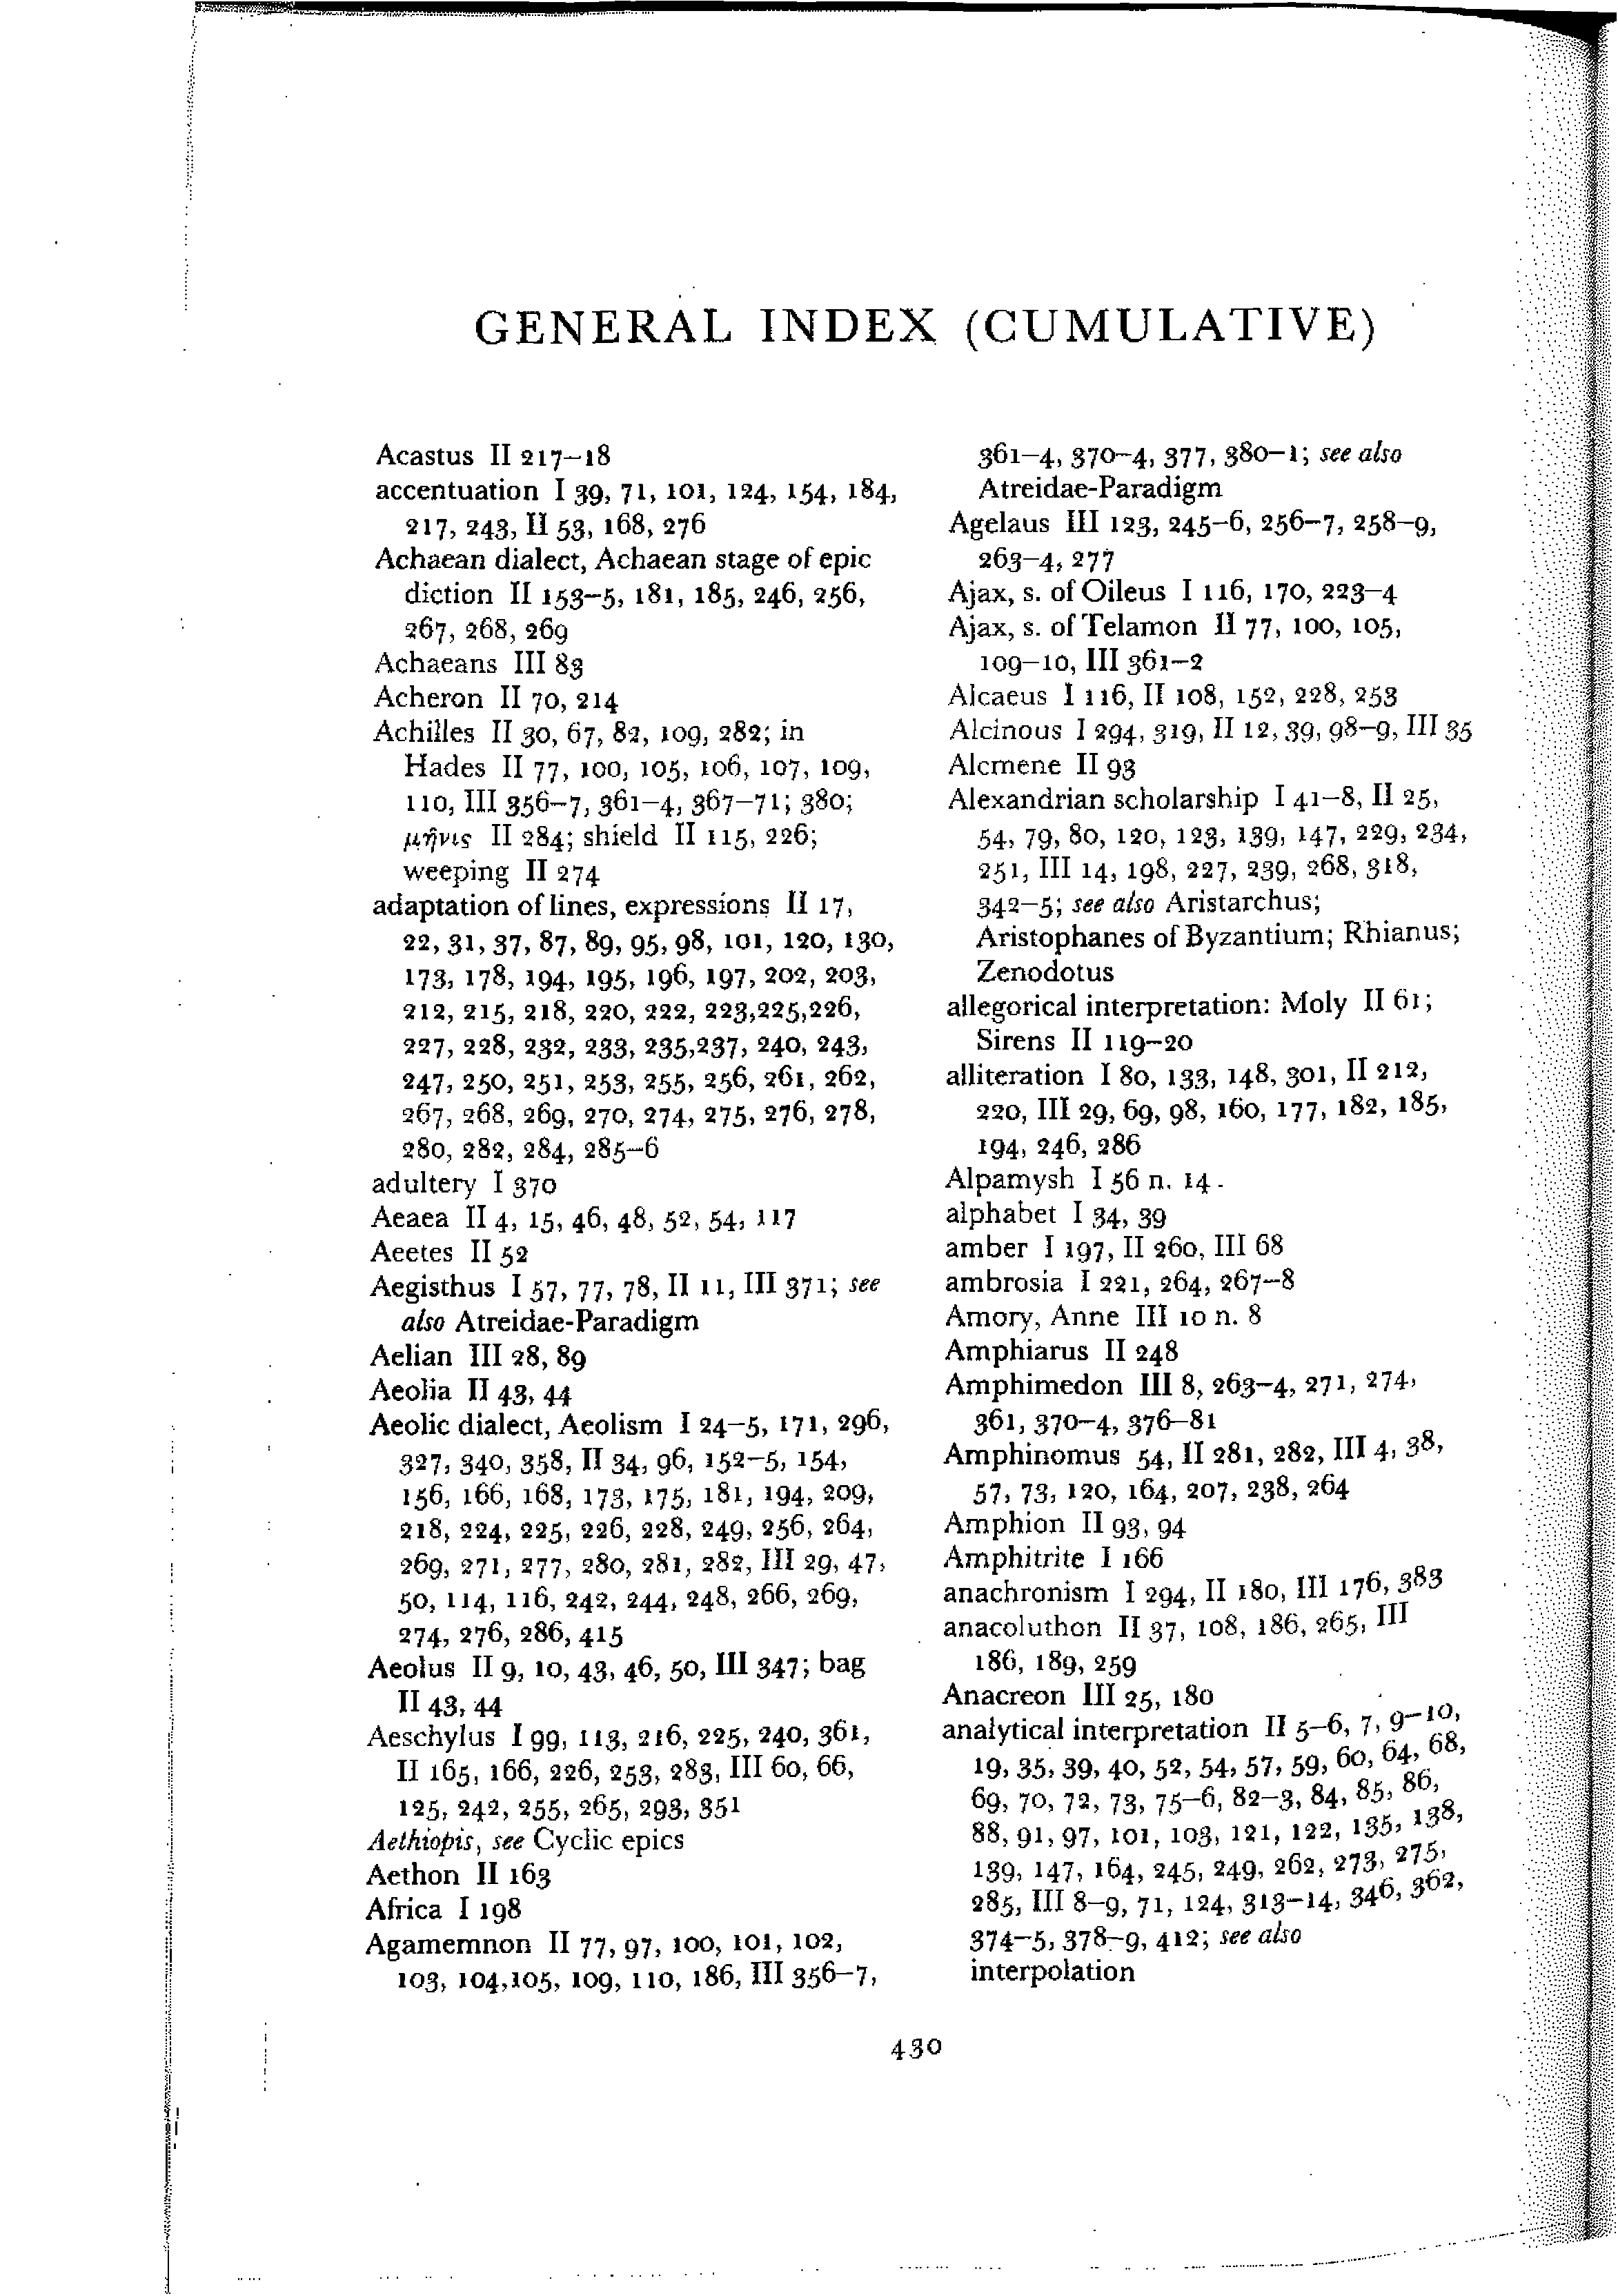 GENERAL INDEX (CUMULATIVE)
Acastus II 217–18
accentuation I 39, 71, 101, 124, 154, 184,
217, 243, II 53, 168, 276
Achaean dialect, Achaean stage of epic
diction II 153–5, 181, 185, 246, 256,
267, 268, 269
Achaeans III 83
Acheron II 70, 214
Achilles II 30, 67, 82, 109, 282; in
Hades II 77, 100, 105, 106, 107, 109,
110, III 356–7, 361–4, 367–71; 380;
μῆνις II 284; shield II 115, 226;
weeping II 274
adaptation of lines, expressions II 17,
22, 31, 37, 87, 89, 95, 98, 101, 120, 130,
173, 178, 194, 195, 196, 197, 202, 203,
212, 215, 218, 220, 222, 223,225,226,
227, 228, 232, 233, 235,237, 240, 243,
247, 250, 251, 253, 255, 256, 261, 262,
267, 268, 269, 270, 274, 275, 276, 278,
280, 282, 284, 285–6
adultery I 370
Aeaea II 4, 15, 46, 48, 52, 54, 117
Aeetes II 52
Aegisthus I 57, 77, 78, II 11, III 371; see
also Atreidae-Paradigm
Aelian III 28, 89
Aeolia II 43, 44
Aeolic dialect, Aeolism I 24–5, 171, 296,
327, 340, 358, II 34, 96, 152–5, 154,
156, 166, 168, 173, 175, 181, 194, 209,
218, 224, 225, 226, 228, 249, 256, 264,
269, 271, 277, 280, 281, 282, III 29, 47,
50, 114, 116, 242, 244, 248, 266, 269,
274, 276, 286, 415
Aeolus II 9, 10, 43, 46, 50, III 347; bag
II 43, 44
Aeschylus I 99, 113, 216, 225, 240, 361,
II 165, 166, 226, 253, 283, III 60, 66,
125, 242, 255, 265, 293, 351
Aethiopis, see Cyclic epics
Aethon II 163
Africa I 198
Agamemnon II 77, 97, 100, 101, 102,
103, 104,105, 109, 110, 186, III 356–7,
361–4, 370–4, 377, 380–1; see also
Atreidae-Paradigm
Agelaus III 123, 245–6, 256–7, 258–9,
263–4, 277
Ajax, s. of Oileus I 116, 170, 223–4
Ajax, s. of Telamon II 77, 100, 105,
109–10, III 361–2
Alcaeus I 116, II 108, 152, 228, 253
Alcinous I 294, 319, II 12, 39, 98–9, III 35
Alcmene II 93
Alexandrian scholarship I 41–8, II 25,
54, 79, 80, 120, 123, 139, 147, 229, 234,
251, III 14, 198, 227, 239, 268, 318,
342–5; see also Aristarchus;
Aristophanes of Byzantium; Rhianus;
Zenodotus
allegorical interpretation: Moly II 61;
Sirens II 119–20
alliteration I 80, 133, 148, 301, II 212,
220, III 29, 69, 98, 160, 177, 182, 185,
194, 246, 286
Alpamysh I 56 n. 14
alphabet I 34, 39
amber I 197, II 260, III 68
ambrosia I 221, 264, 267–8
Amory, Anne III 10 n. 8
Amphiarus II 248
Amphimedon III 8, 263–4, 271, 274,
361, 370–4, 376–81
Amphinomus 54, II 281, 282, III 4, 38,
57, 73, 120, 164, 207, 238, 264
Amphion II 93, 94
Amphitrite I 166
anachronism I 294, II 180, III 176, 383
anacoluthon II 37, 108, 186, 265, III
186, 189, 259
Anacreon III 25, 180
analytical interpretation II 5–6, 7, 9–10,
19, 35, 39, 40, 52, 54, 57, 59, 60, 64, 68,
69, 70, 72, 73, 75–6, 82–3, 84, 85, 86,
88, 91, 97, 101, 103, 121, 122, 135, 138,
139, 147, 164, 245, 249, 262, 273, 275,
285, III 8–9, 71, 124, 313–14, 346, 362,
374–5, 378–9, 412; see also
interpolation
430